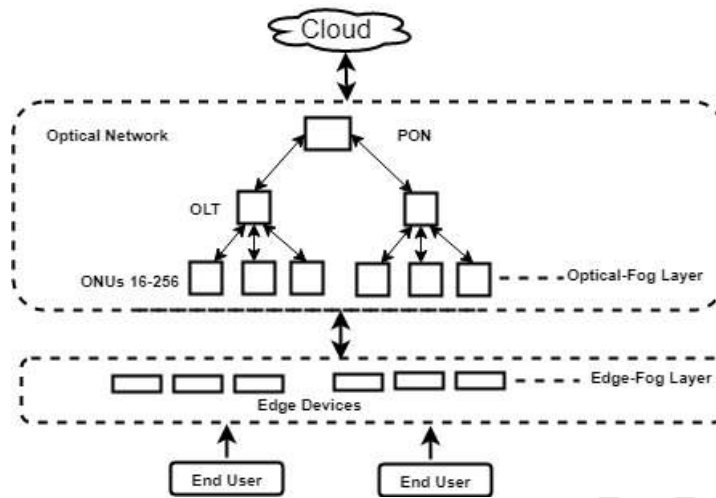 Cloud
Optical Network
PON
OLT
ONUs 16-256
Optical-Fog Layer
Edge-Fog Layer
Edge Devices
End User
End User